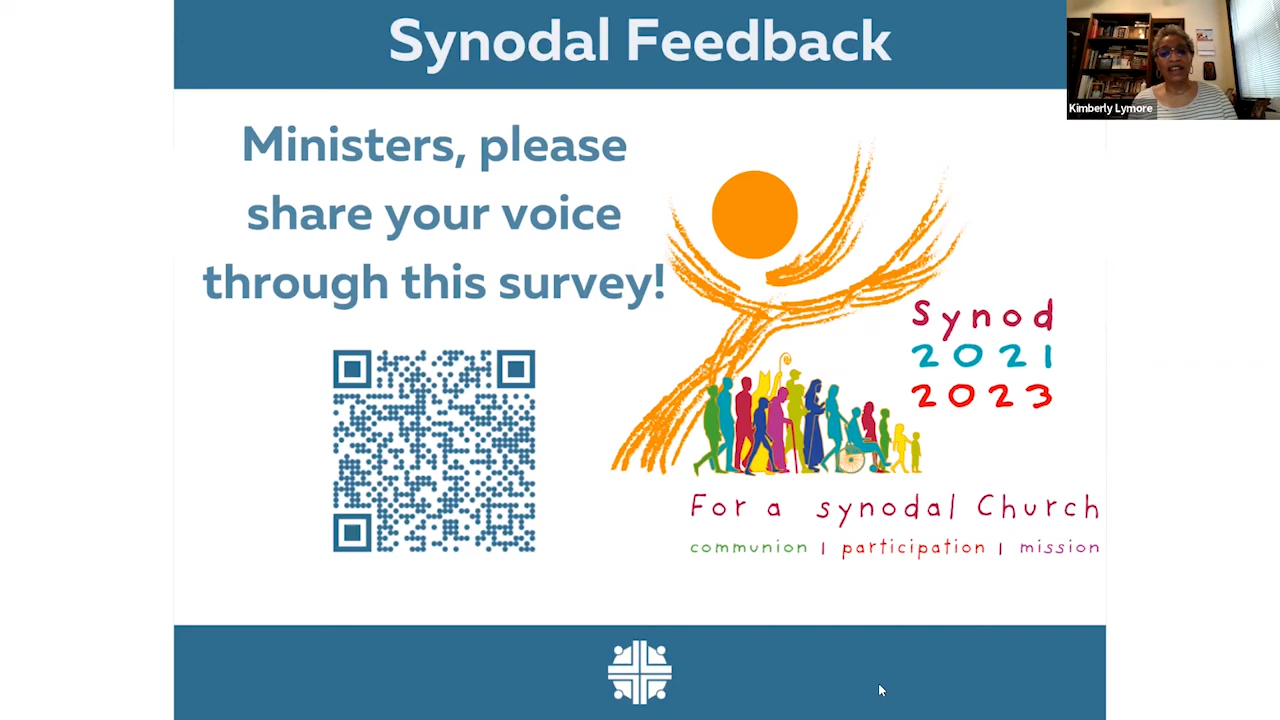 Synodal Feedback
Kimberly Lymore
Ministers, please
share your voice
through this survey!
Synod
2021
2023
For a synodal Church
communion | participation | mission